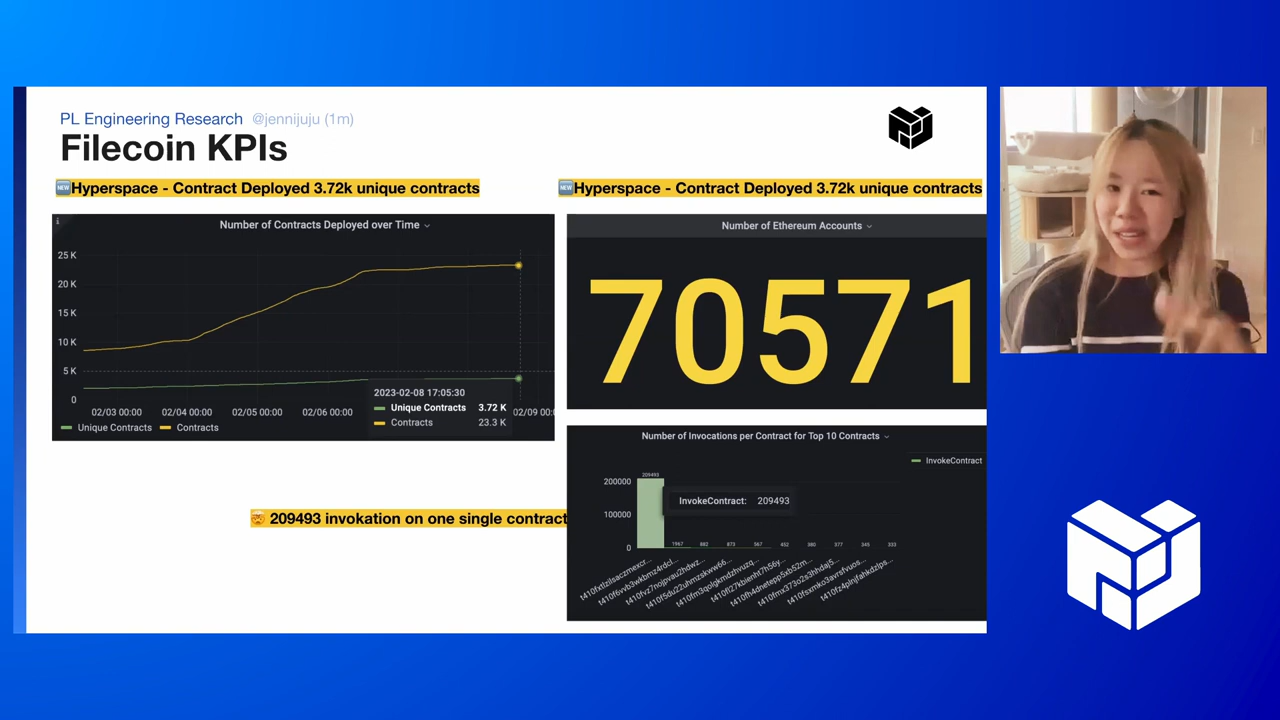 PL Engineering Research @jennijuju (1m)
Filecoin KPIs
🆕Hyperspace - Contract Deployed 3.72k unique contracts
🆕Hyperspace - Contract Deployed 3.72k unique contracts
Number of Contracts Deployed over Time
25 K
20 K
15 K
10 K
5 K
0
02/03 00:00 02/04 00:00 02/05 00:00 02/06 00:00 02/09 00:0
2023-02-08 17:05:30
Unique Contracts 3.72 K
Contracts 23.3 K
Unique Contracts Contracts
Number of Ethereum Accounts
70571
🤯 209493 invokation on one single contract
Number of Invocations per Contract for Top 10 Contracts
InvokeContract
200000
100000
0
209493
InvokeContract: 209493
1967 882 873 567 452 380 377 345 333